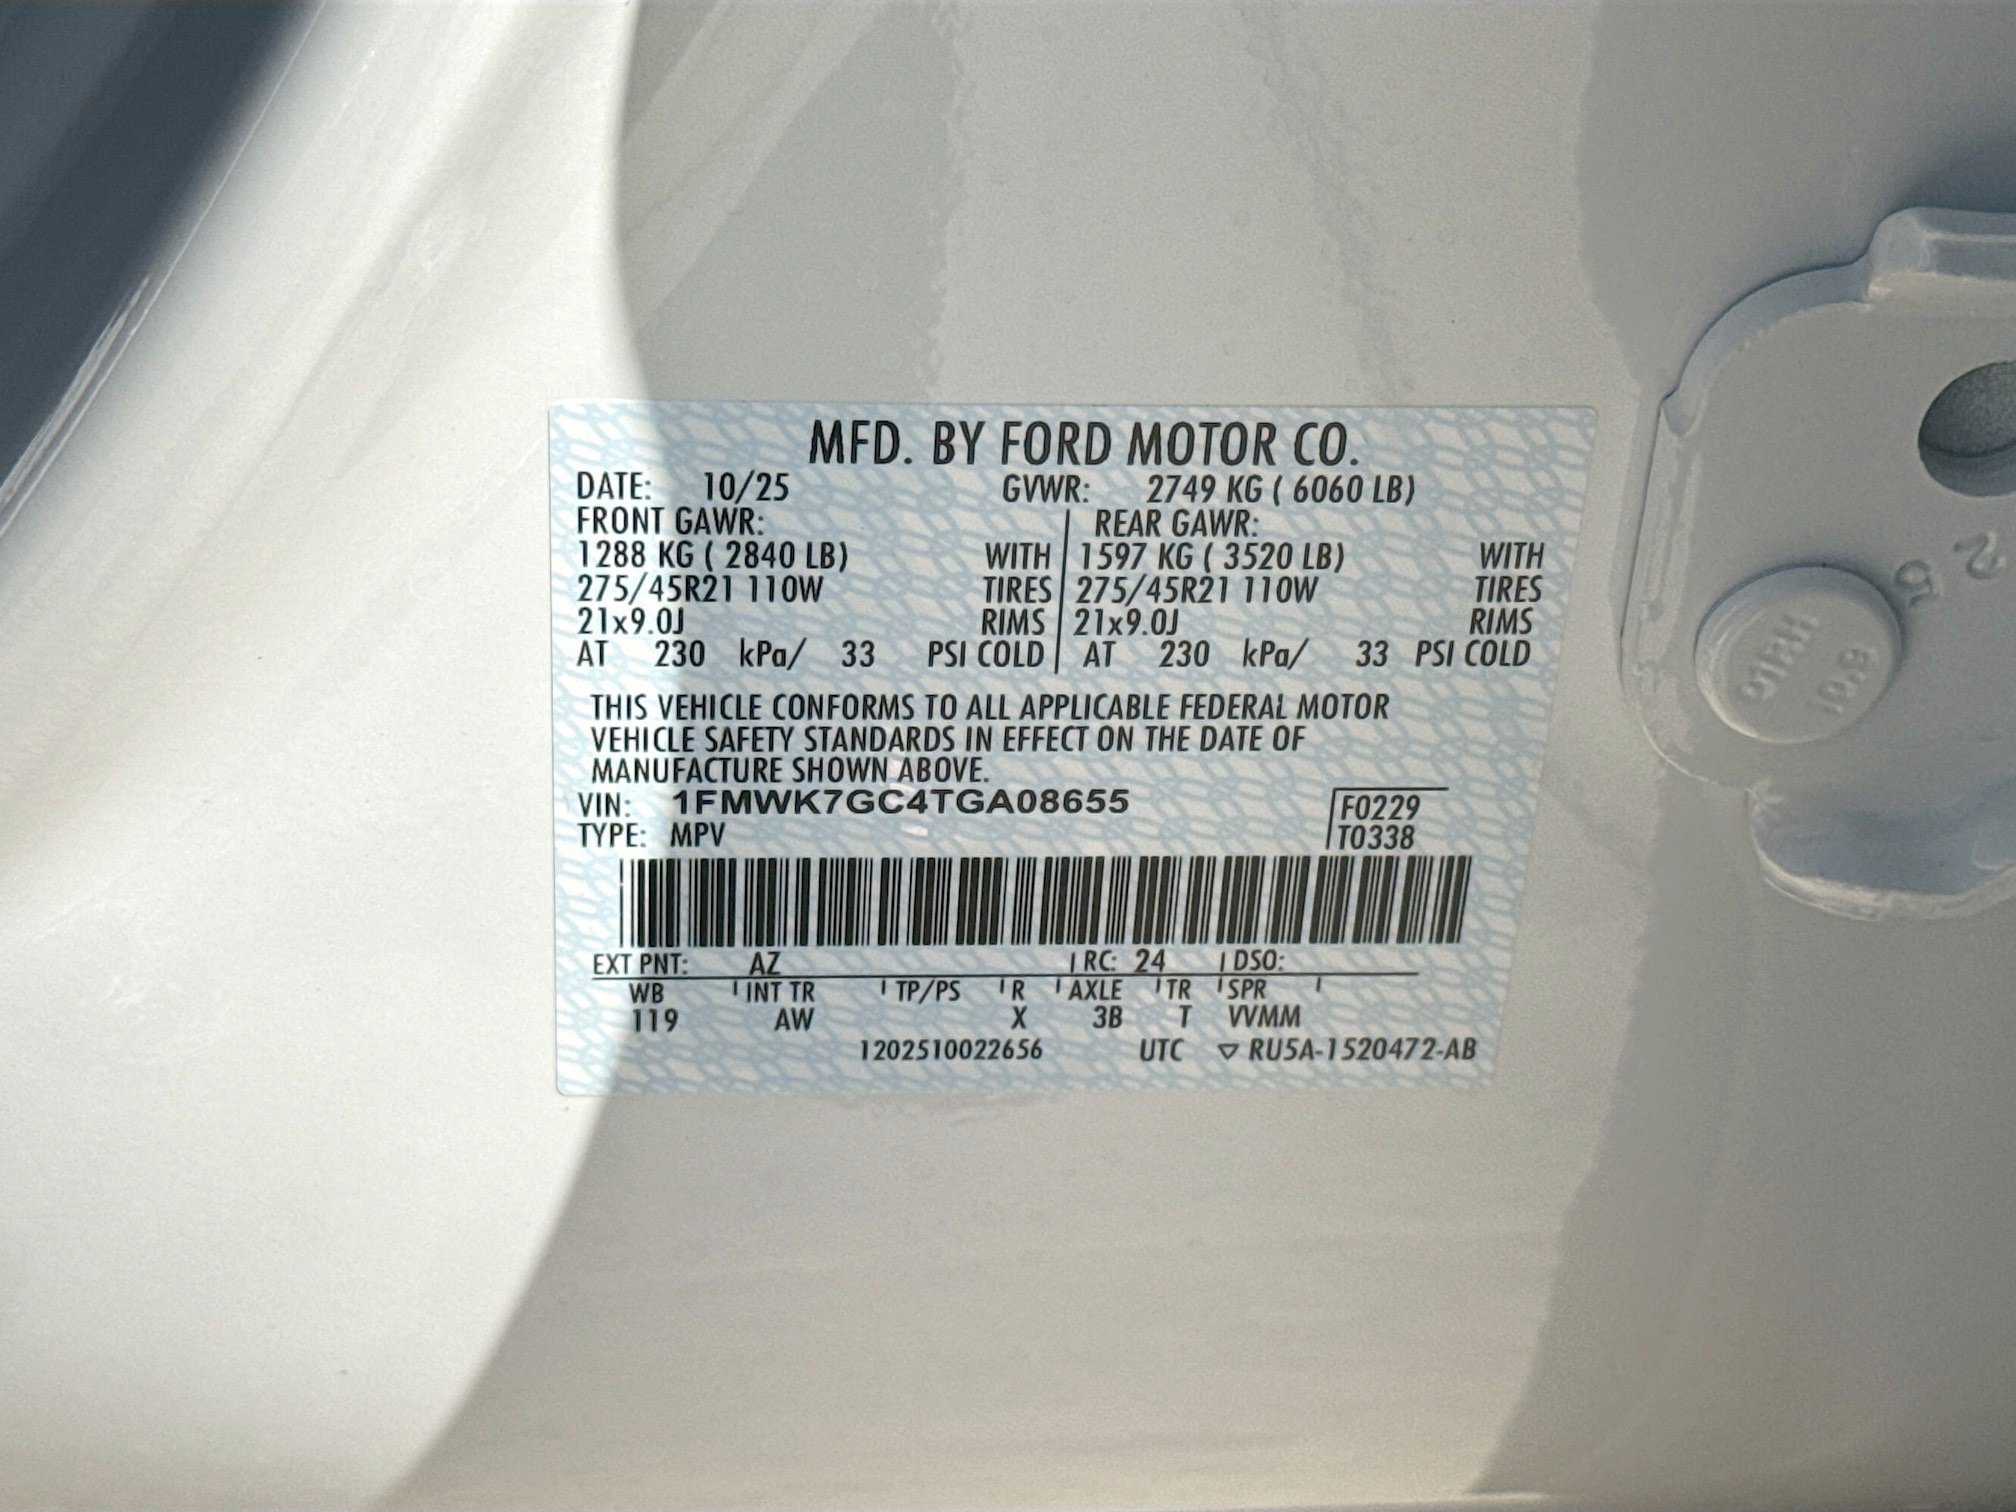 MFD. BY FORD MOTOR CO.
DATE: 10/25 GVWR: 2749 KG ( 6060 LB)
FRONT GAWR: REAR GAWR:
1288 KG ( 2840 LB) WITH 1597 KG ( 3520 LB) WITH
275/45R21 110W TIRES 275/45R21 110W TIRES
21x9.0J RIMS 21x9.0J RIMS
AT 230 kPa/ 33 PSI COLD AT 230 kPa/ 33 PSI COLD
THIS VEHICLE CONFORMS TO ALL APPLICABLE FEDERAL MOTOR
VEHICLE SAFETY STANDARDS IN EFFECT ON THE DATE OF
MANUFACTURE SHOWN ABOVE.
VIN: 1FMWK7GC4TGA08655 F0229
TYPE: MPV T0338
EXT PNT: AZ RC: 24 DSO:
WB INT TR TP/PS R AXLE TR SPR
119 AW X 3B T VVMM
1202510022656 UTC ▽ RU5A-1520472-AB
2
5
10.9